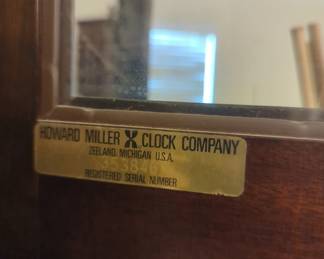 HOWARD MILLER CLOCK COMPANY
ZEELAND, MICHIGAN U.S.A.
REGISTERED SERIAL NUMBER